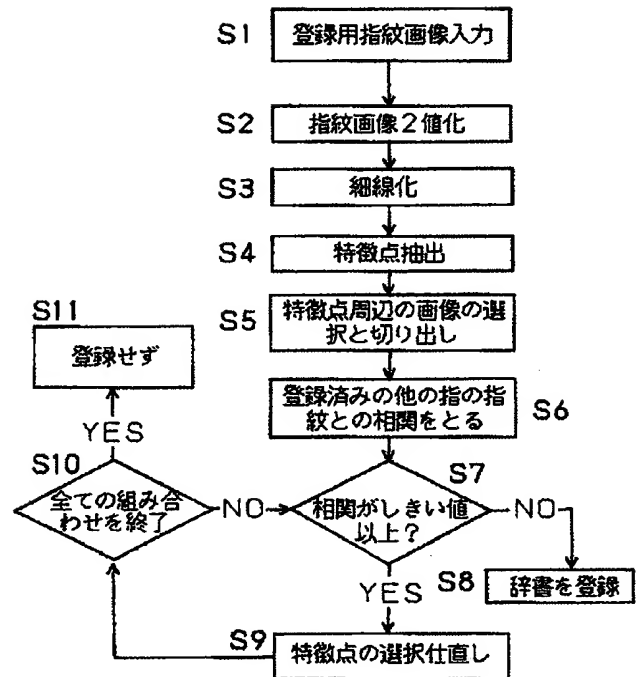 S1
登録用指紋画像入力
S2
指紋画像２値化
S3
細線化
S4
特徴点抽出
S5
特徴点周辺の画像の選
択と切り出し
S6
登録済みの他の指の指
紋との相関をとる
S7
相関がしきい値
以上？
NO
S8
辞書を登録
YES
S9
特徴点の選択仕直し
S10
全ての組み合
わせを終了
NO
YES
S11
登録せず